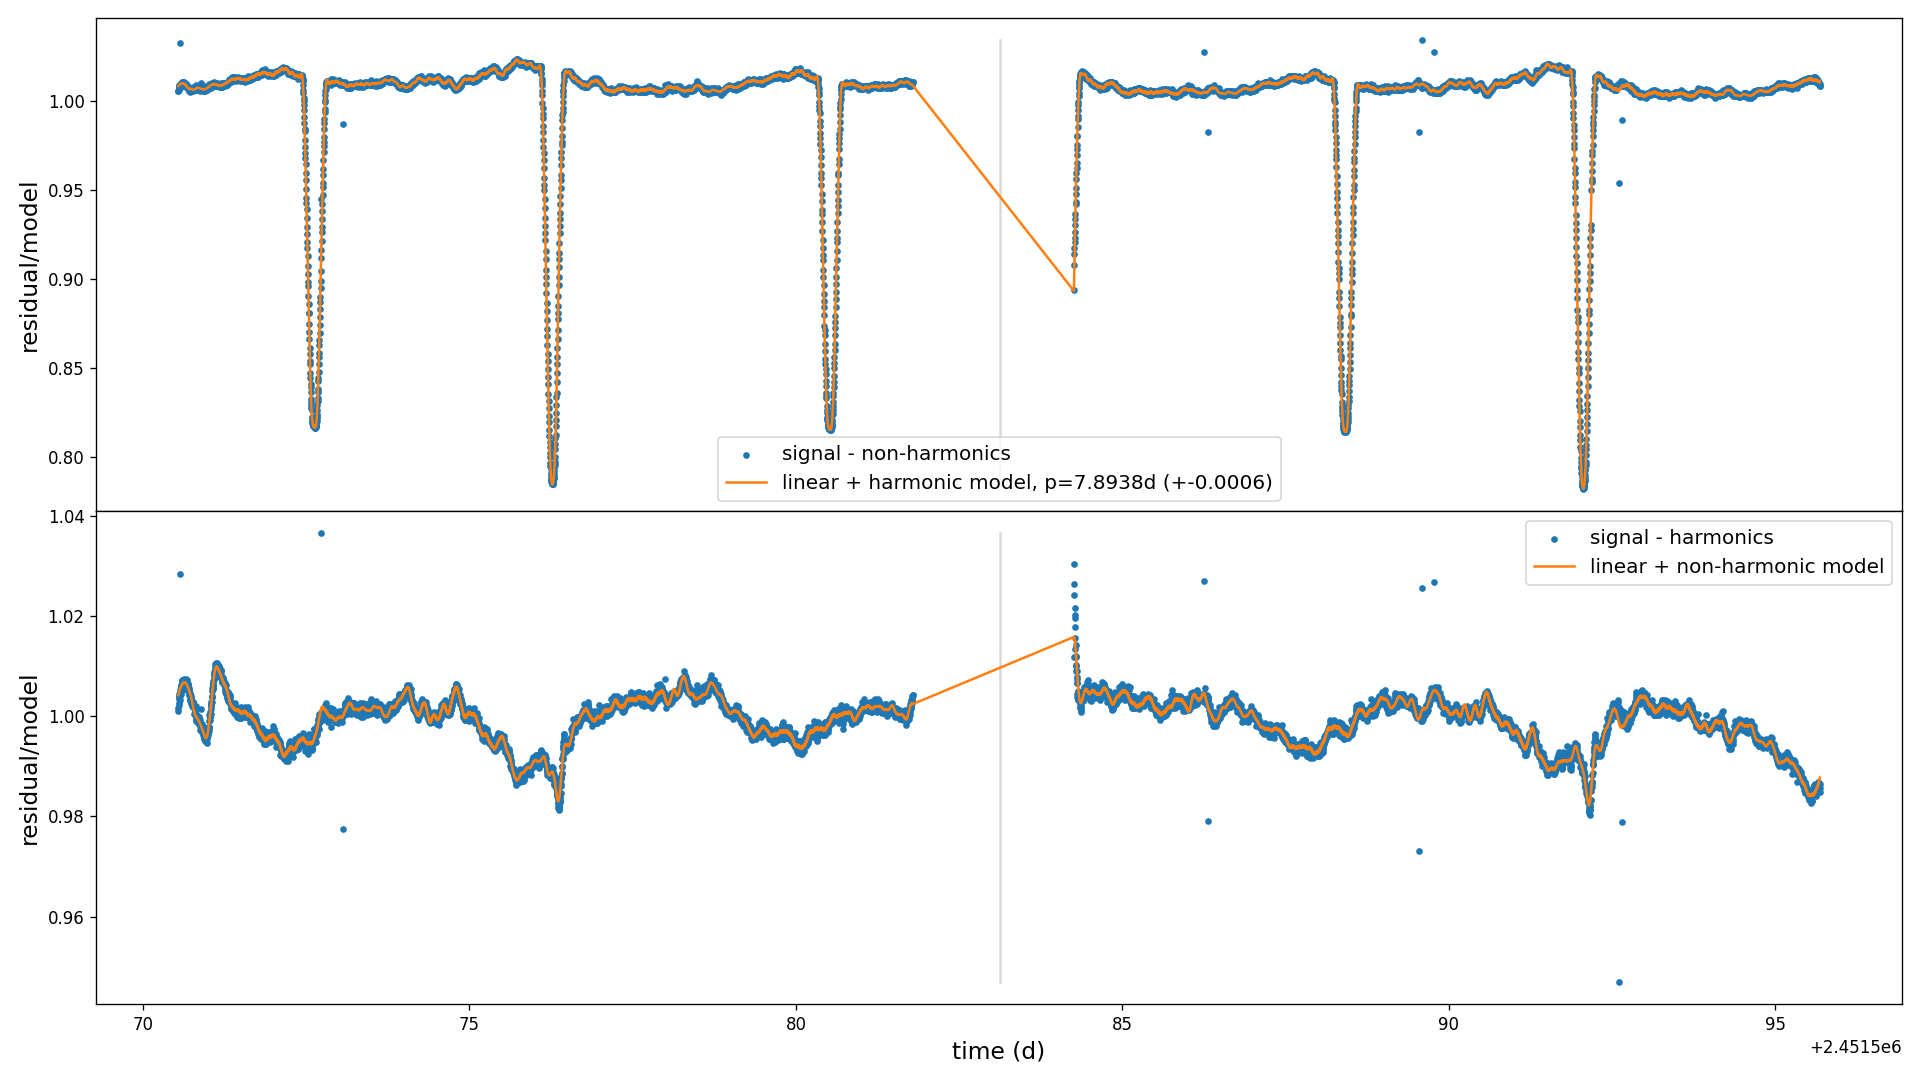 residual/model
1.00
0.95
0.90
0.85
0.80
signal - non-harmonics
linear + harmonic model, p=7.8938d (+-0.0006)
residual/model
1.04
1.02
1.00
0.98
0.96
signal - harmonics
linear + non-harmonic model
70
75
80
85
90
95
time (d)
+2.4515e6